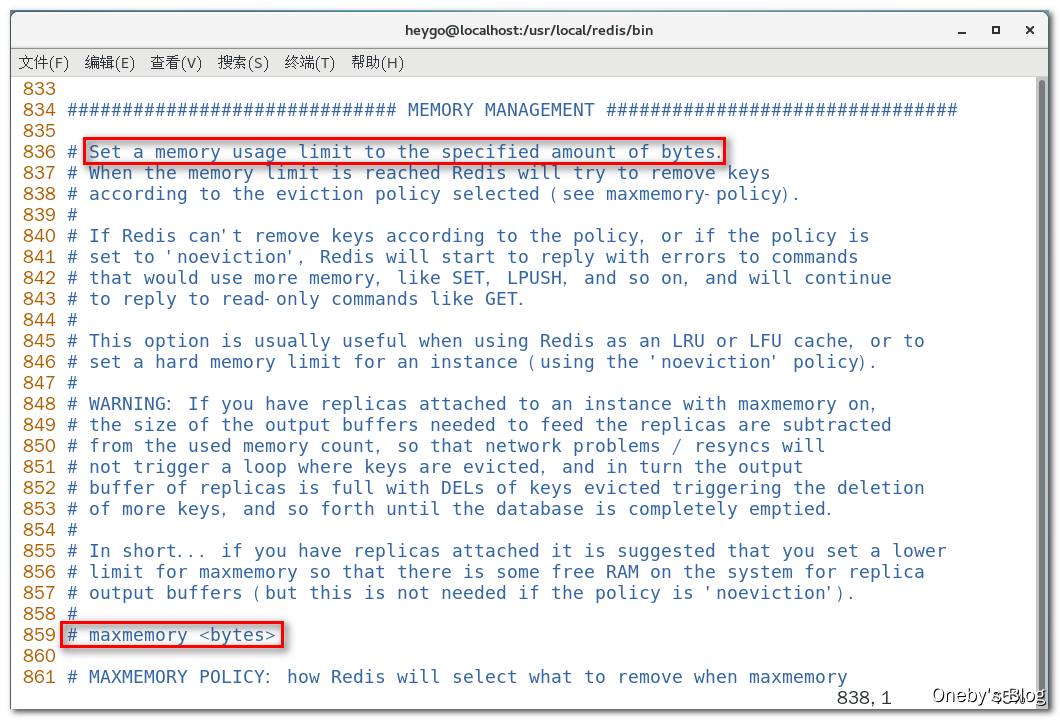 heygo@localhost:/usr/local/redis/bin
文件(F) 编辑(E) 查看(V) 搜索(S) 终端(T) 帮助(H)
833
834 ############################## MEMORY MANAGEMENT ################################
835
836 # Set a memory usage limit to the specified amount of bytes.
837 # When the memory limit is reached Redis will try to remove keys
838 # according to the eviction policy selected (see maxmemory-policy).
839 #
840 # If Redis can't remove keys according to the policy, or if the policy is
841 # set to 'noeviction', Redis will start to reply with errors to commands
842 # that would use more memory, like SET, LPUSH, and so on, and will continue
843 # to reply to read-only commands like GET.
844 #
845 # This option is usually useful when using Redis as an LRU or LFU cache, or to
846 # set a hard memory limit for an instance (using the 'noeviction' policy).
847 #
848 # WARNING: If you have replicas attached to an instance with maxmemory on,
849 # the size of the output buffers needed to feed the replicas are subtracted
850 # from the used memory count, so that network problems / resyncs will
851 # not trigger a loop where keys are evicted, and in turn the output
852 # buffer of replicas is full with DELs of keys evicted triggering the deletion
853 # of more keys, and so forth until the database is completely emptied.
854 #
855 # In short... if you have replicas attached it is suggested that you set a lower
856 # limit for maxmemory so that there is some free RAM on the system for replica
857 # output buffers (but this is not needed if the policy is 'noeviction').
858 #
859 # maxmemory <bytes>
860
861 # MAXMEMORY POLICY: how Redis will select what to remove when maxmemory
838,1
Oneby's Blog